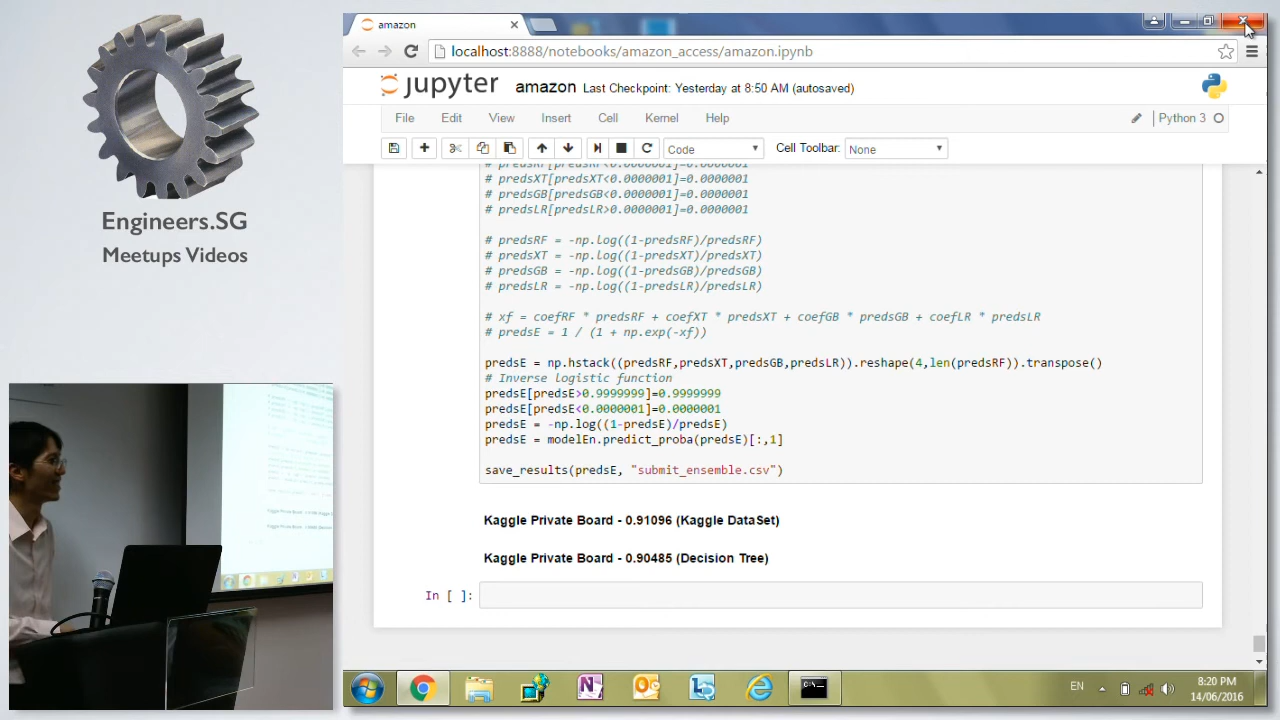 Engineers.SG
Meetups Videos
amazon
localhost:8888/notebooks/amazon_access/amazon.ipynb
jupyter amazon Last Checkpoint: Yesterday at 8:50 AM (autosaved)
File Edit View Insert Cell Kernel Help Python 3
Code Cell Toolbar: None
# predsRF[predsRF<0.0000001]=0.0000001
# predsXT[predsXT<0.0000001]=0.0000001
# predsGB[predsGB<0.0000001]=0.0000001
# predsLR[predsLR>0.0000001]=0.0000001
# predsRF = -np.log((1-predsRF)/predsRF)
# predsXT = -np.log((1-predsXT)/predsXT)
# predsGB = -np.log((1-predsGB)/predsGB)
# predsLR = -np.log((1-predsLR)/predsLR)
# xf = coefRF * predsRF + coefXT * predsXT + coefGB * predsGB + coefLR * predsLR
# predsE = 1 / (1 + np.exp(-xf))
predsE = np.hstack((predsRF,predsXT,predsGB,predsLR)).reshape(4,len(predsRF)).transpose()
# Inverse logistic function
predsE[predsE>0.9999999]=0.9999999
predsE[predsE<0.0000001]=0.0000001
predsE = -np.log((1-predsE)/predsE)
predsE = modelEn.predict_proba(predsE)[:,1]
save_results(predsE, "submit_ensemble.csv")
Kaggle Private Board - 0.91096 (Kaggle DataSet)
Kaggle Private Board - 0.90485 (Decision Tree)
In [ ]:
EN
8:20 PM
14/06/2016